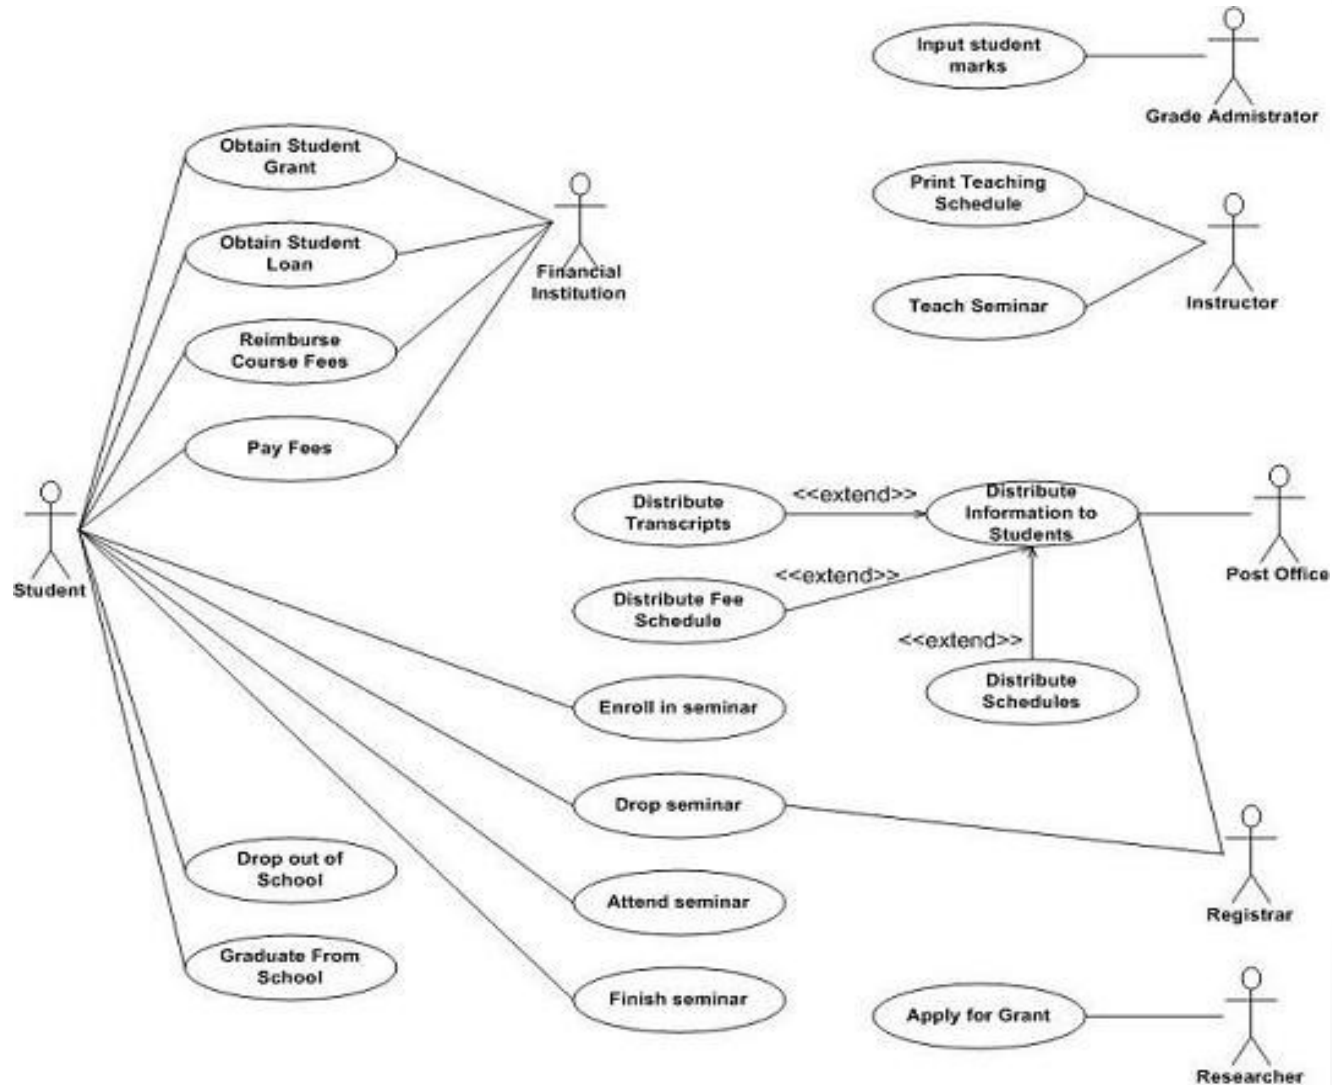 Input student
marks
Grade Admistrator
Obtain Student
Grant
Print Teaching
Schedule
Obtain Student
Loan
Financial
Institution
Teach Seminar
Instructor
Reimburse
Course Fees
Pay Fees
Distribute
Transcripts
<<extend>>
Distribute
Information to
Students
Post Office
Student
<<extend>>
Distribute Fee
Schedule
<<extend>>
Distribute
Schedules
Enroll in seminar
Drop seminar
Drop out of
School
Attend seminar
Registrar
Graduate From
School
Finish seminar
Apply for Grant
Researcher